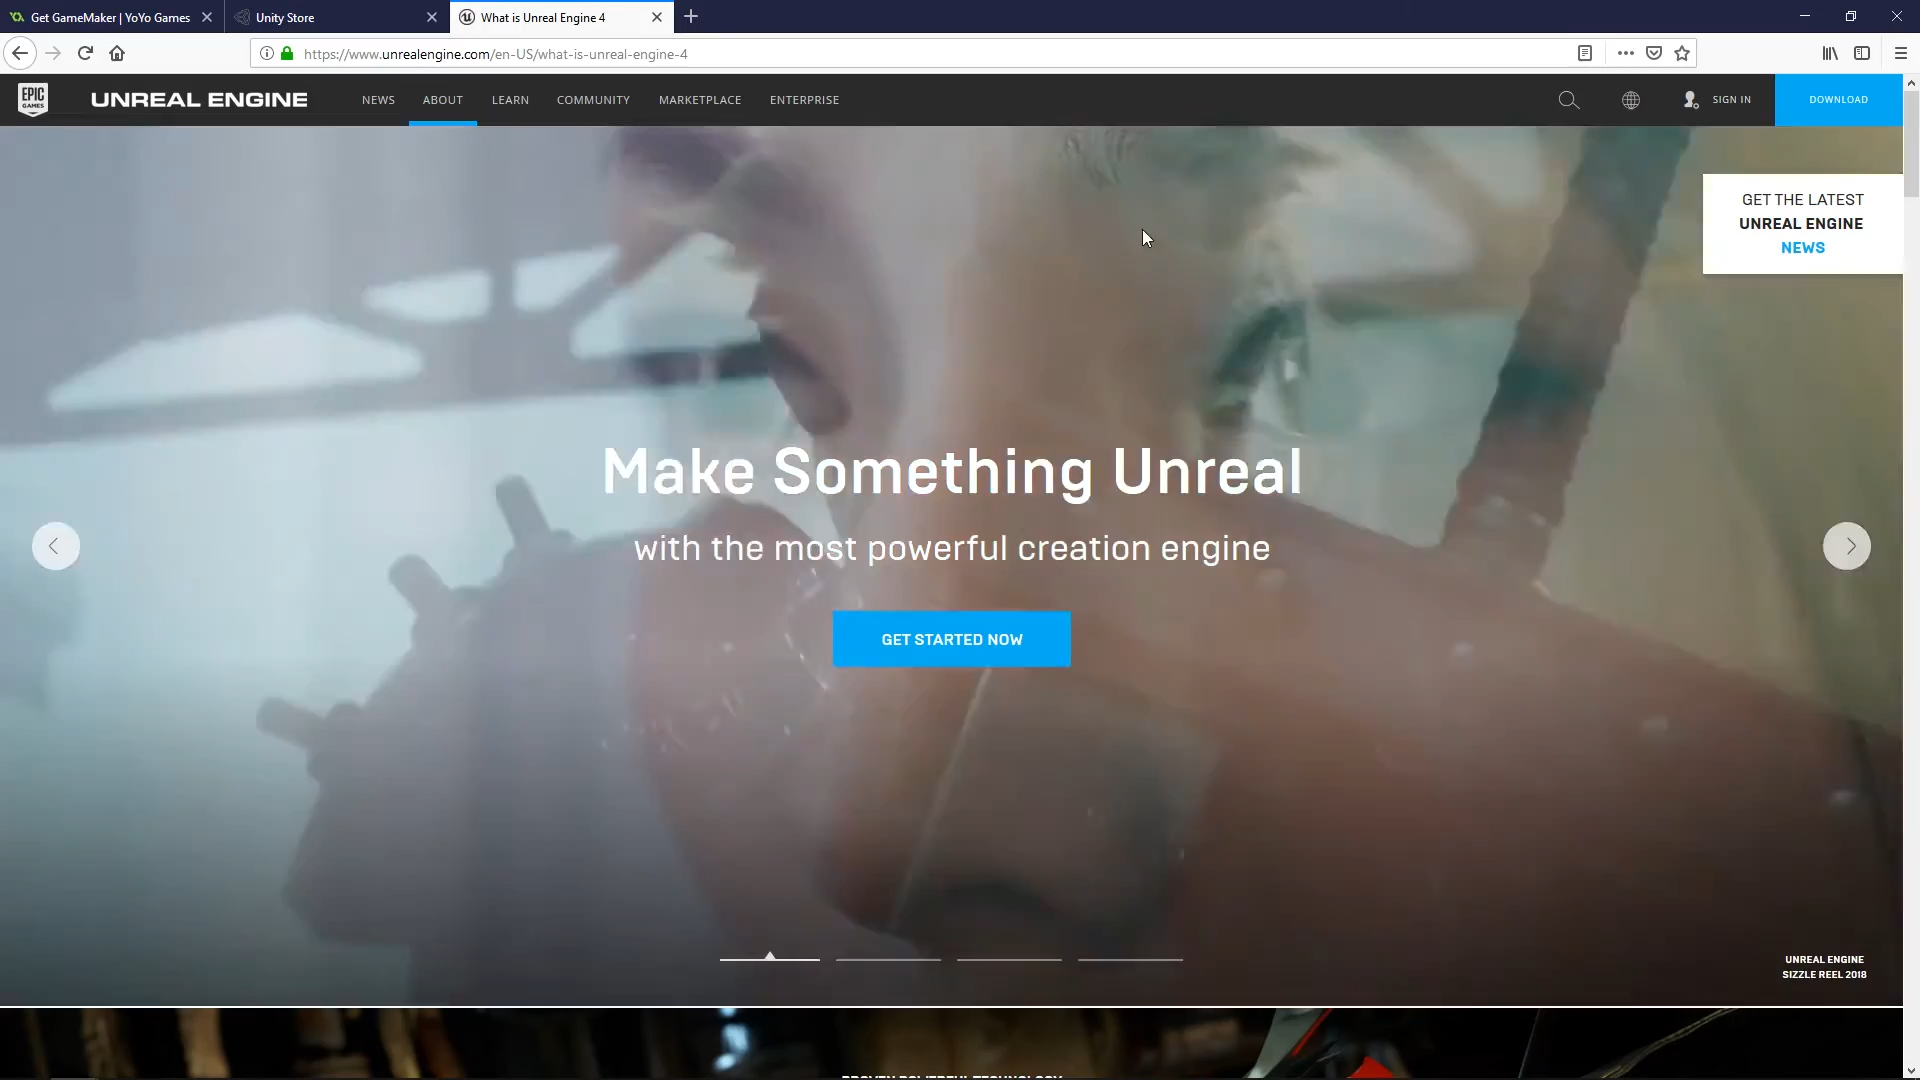 Get GameMaker | YoYo Games
Unity Store
What is Unreal Engine 4
https://www.unrealengine.com/en-US/what-is-unreal-engine-4
EPIC
GAMES
UNREAL ENGINE
NEWS
ABOUT
LEARN
COMMUNITY
MARKETPLACE
ENTERPRISE
SIGN IN
DOWNLOAD
GET THE LATEST
UNREAL ENGINE
NEWS
Make Something Unreal
with the most powerful creation engine
GET STARTED NOW
UNREAL ENGINE
SIZZLE REEL 2018